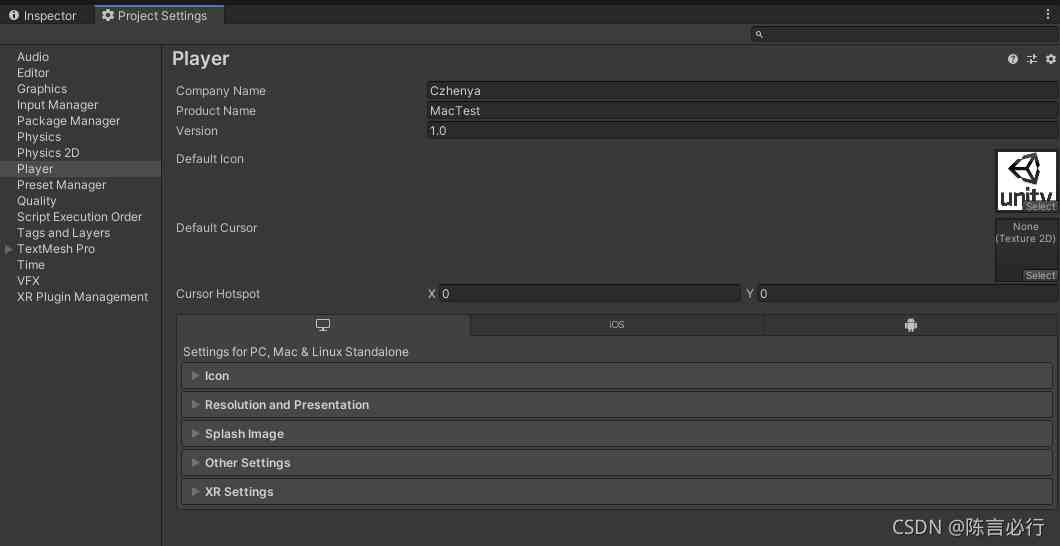 Inspector
Project Settings
Audio
Editor
Graphics
Input Manager
Package Manager
Physics
Physics 2D
Player
Preset Manager
Quality
Script Execution Order
Tags and Layers
TextMesh Pro
Time
VFX
XR Plugin Management
Player
Company Name Czhenya
Product Name MacTest
Version 1.0
Default Icon
unity
Select
Default Cursor
None
(Texture 2D)
Select
Cursor Hotspot X 0 Y 0
iOS
Settings for PC, Mac & Linux Standalone
Icon
Resolution and Presentation
Splash Image
Other Settings
XR Settings
CSDN @陈言必行